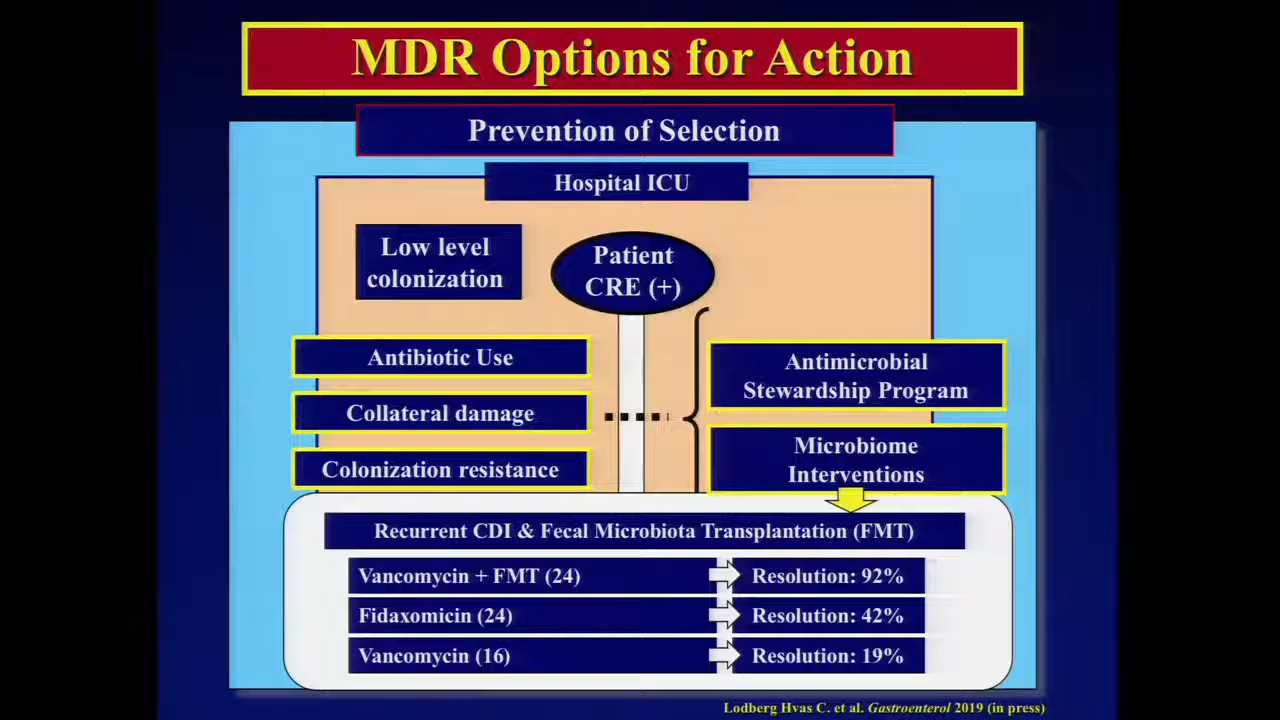 MDR Options for Action
Prevention of Selection
Hospital ICU
Low level
colonization
Patient
CRE (+)
Antibiotic Use
Collateral damage
Colonization resistance
Antimicrobial
Stewardship Program
Microbiome
Interventions
Recurrent CDI & Fecal Microbiota Transplantation (FMT)
Vancomycin + FMT (24)
Resolution: 92%
Fidaxomicin (24)
Resolution: 42%
Vancomycin (16)
Resolution: 19%
Lodberg Hvas C. et al. Gastroenterol 2019 (in press)